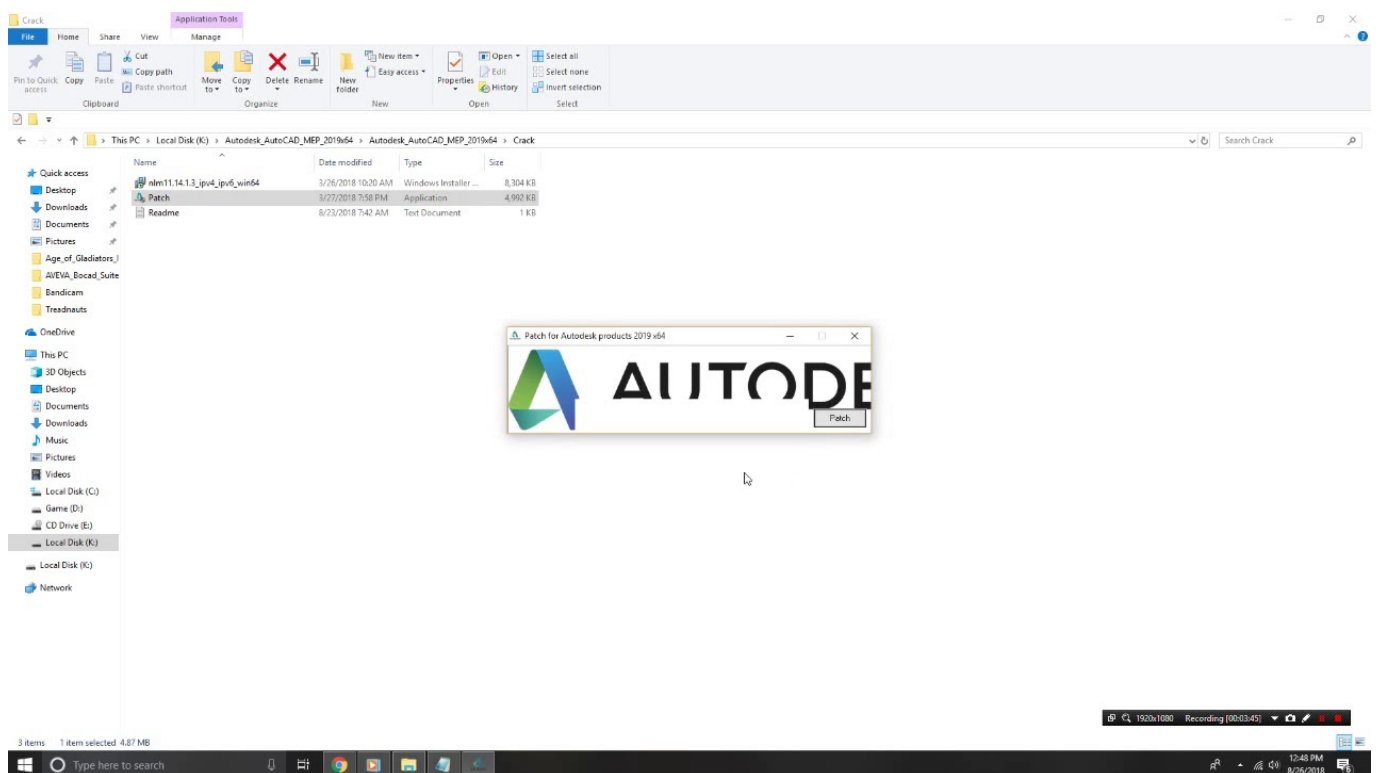 Crack
Application Tools
File Home Share View Manage
Pin to Quick access
Copy
Paste
Cut
Copy path
Paste shortcut
Clipboard
Move to
Copy to
Delete
Rename
Organize
New folder
New item
Easy access
New
Properties
Open
Edit
History
Open
Select all
Select none
Invert selection
Select
This PC > Local Disk (K:) > Autodesk_AutoCAD_MEP_2019x64 > Autodesk_AutoCAD_MEP_2019x64 > Crack
Search Crack
Name Date modified Type Size
nlm11.14.1.3_ipv4_ipv6_win64 3/26/2018 10:20 AM Windows Installer ... 8,304 KB
Patch 3/27/2018 7:58 PM Application 4,992 KB
Readme 8/23/2018 7:42 AM Text Document 1 KB
Quick access
Desktop
Downloads
Documents
Pictures
Age_of_Gladiators_I
AVEVA_Bocad_Suite
Bandicam
Treadnauts
OneDrive
This PC
3D Objects
Desktop
Documents
Downloads
Music
Pictures
Videos
Local Disk (C:)
Game (D:)
CD Drive (E:)
Local Disk (K:)
Local Disk (K:)
Network
Patch for Autodesk products 2019 x64
AUTODE
Patch
1920x1080 Recording [00:03:45]
3 items 1 item selected 4.87 MB
Type here to search
12:48 PM
8/26/2018